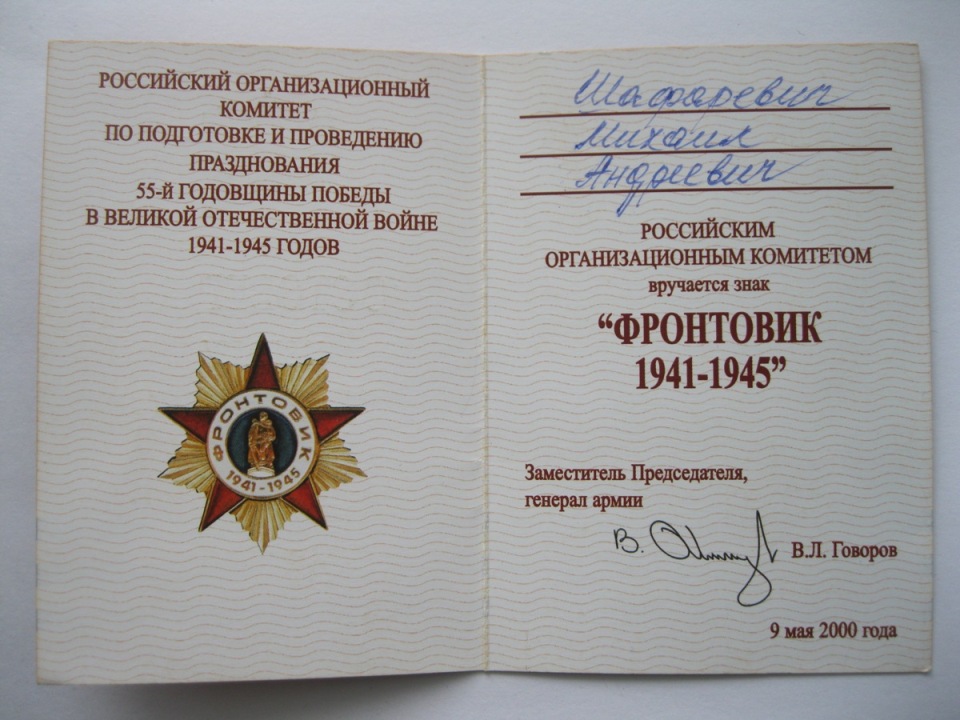 РОССИЙСКИЙ ОРГАНИЗАЦИОННЫЙ
КОМИТЕТ
ПО ПОДГОТОВКЕ И ПРОВЕДЕНИЮ
ПРАЗДНОВАНИЯ
55-й ГОДОВЩИНЫ ПОБЕДЫ
В ВЕЛИКОЙ ОТЕЧЕСТВЕННОЙ ВОЙНЕ
1941-1945 ГОДОВ
ФРОНТОВИК
1941-1945
Шафаревич
Михаил
Андреевич
РОССИЙСКИМ
ОРГАНИЗАЦИОННЫМ КОМИТЕТОМ
вручается знак
“ФРОНТОВИК
1941-1945”
Заместитель Председателя,
генерал армии
В.Л. Говоров
9 мая 2000 года